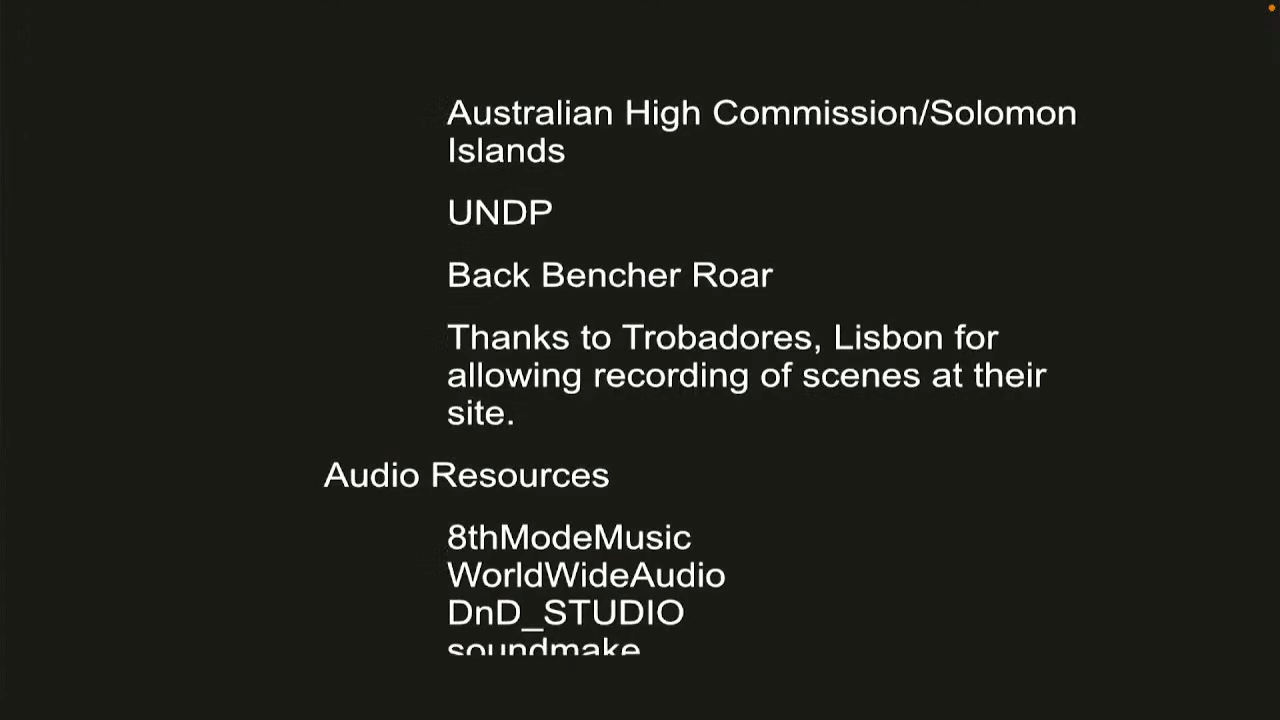 Australian High Commission/Solomon
Islands
UNDP
Back Bencher Roar
Thanks to Trobadores, Lisbon for
allowing recording of scenes at their
site.
Audio Resources
8thModeMusic
WorldWideAudio
DnD_STUDIO
soundmake